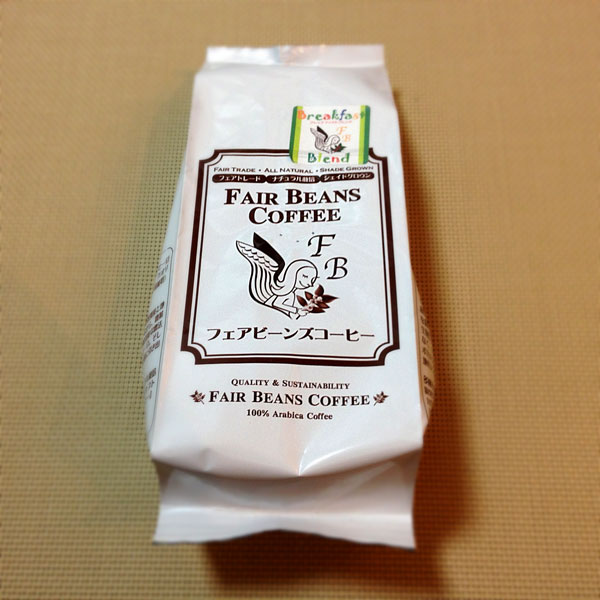 Breakfast
F
B
Blend
FAIR TRADE • ALL NATURAL • SHADE GROWN
フェアトレード ナチュラル栽培 シェイドグロウン
FAIR BEANS
COFFEE
F
B
フェアビーンズコーヒー
QUALITY & SUSTAINABILITY
FAIR BEANS COFFEE
100% Arabica Coffee